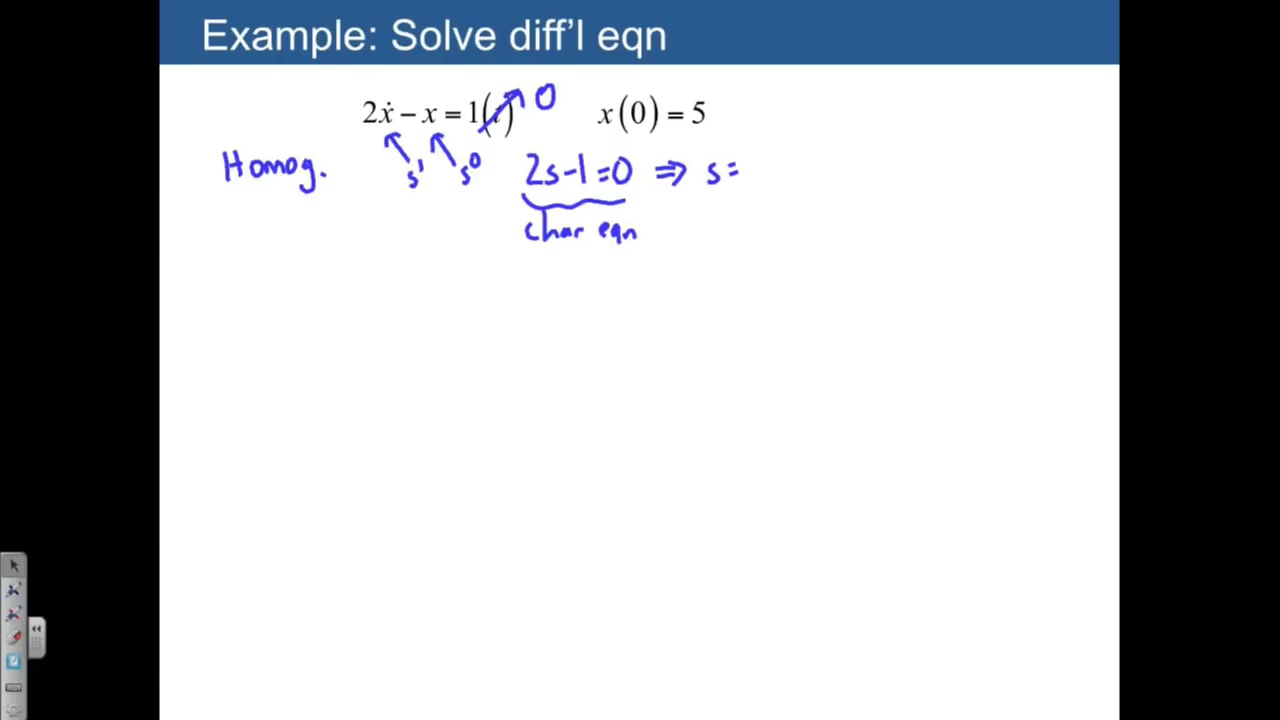 Example: Solve diff'l eqn
2ẋ − x = 1(t) 0 x(0) = 5
Homog. s¹ s⁰ 2s-1=0 ⇒ s=
char eqn